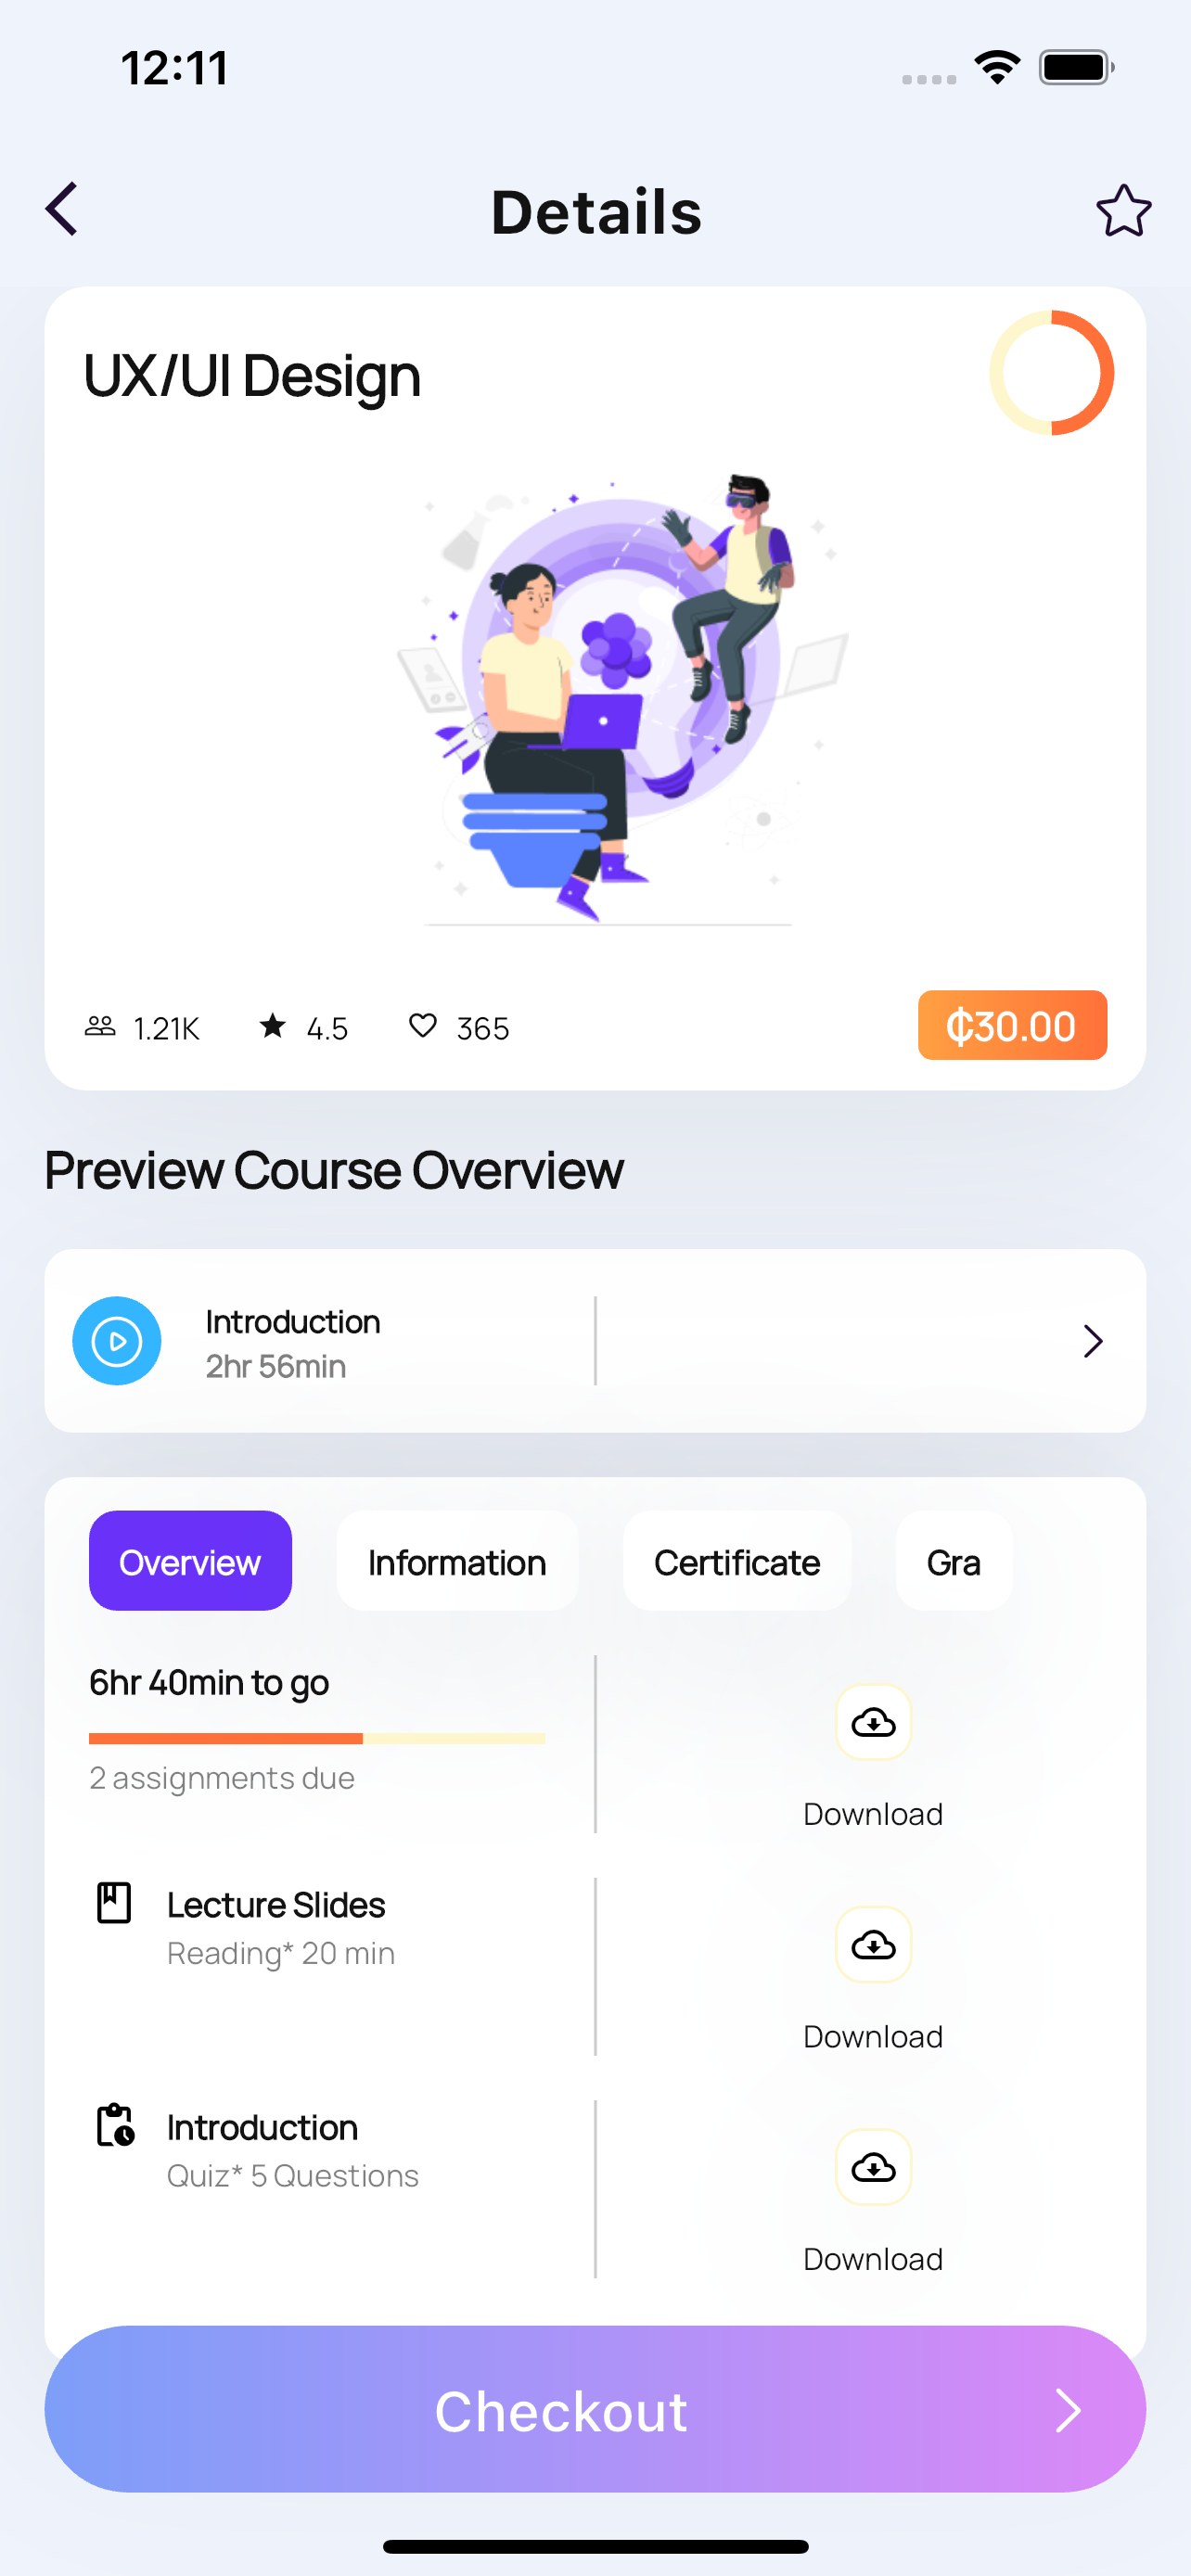 12:11
Details
UX/UI Design
1.21K 4.5 365 ₵30.00
Preview Course Overview
Introduction
2hr 56min
Overview Information Certificate Gra
6hr 40min to go
2 assignments due
Download
Lecture Slides
Reading* 20 min
Download
Introduction
Quiz* 5 Questions
Download
Checkout